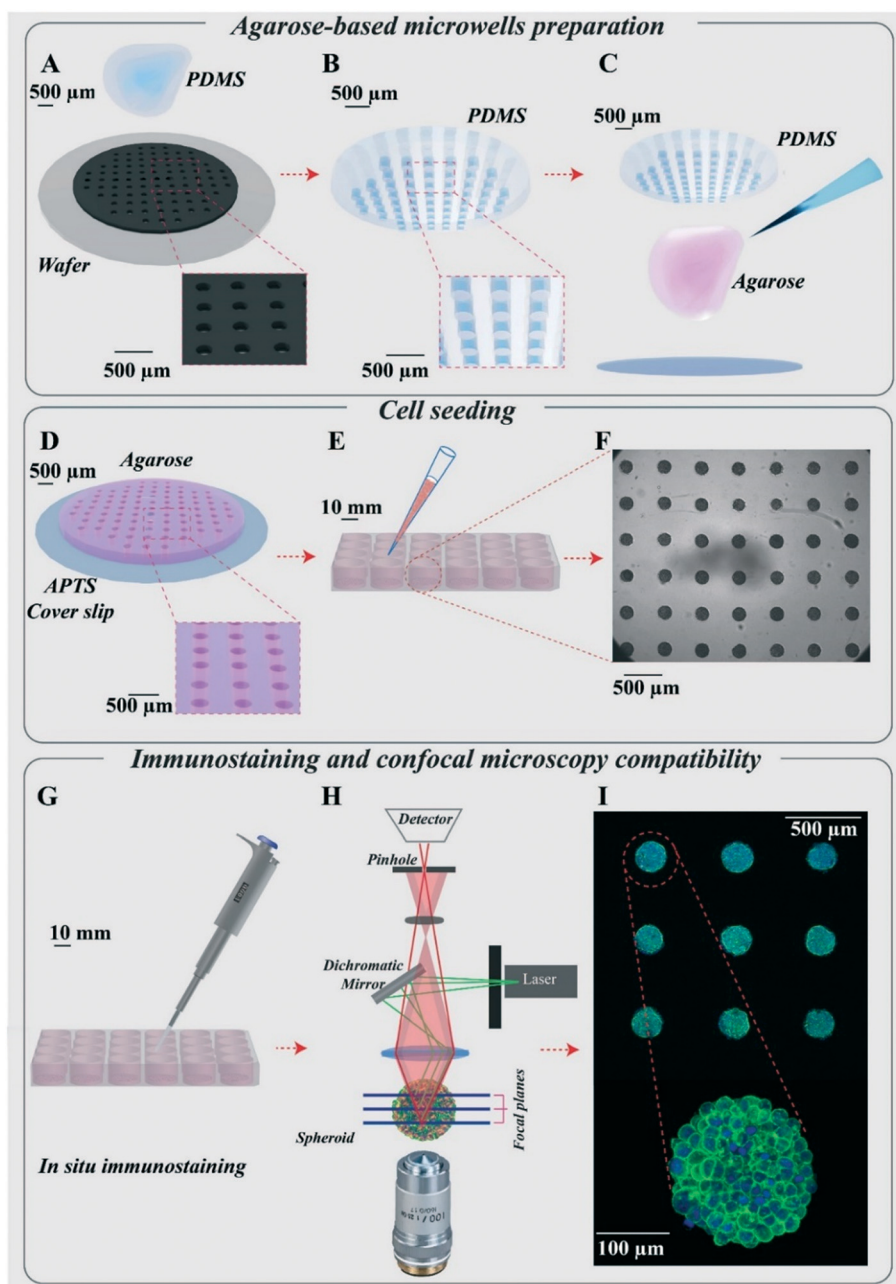 Agarose-based microwells preparation
A
500 µm
PDMS
Wafer
500 µm
B
500 µm
PDMS
500 µm
C
500 µm
PDMS
Agarose
Cell seeding
D
500 µm
Agarose
APTS
Cover slip
500 µm
E
10 mm
F
500 µm
Immunostaining and confocal microscopy compatibility
G
10 mm
In situ immunostaining
H
Detector
Pinhole
Dichromatic
Mirror
Laser
Focal planes
Spheroid
I
500 µm
100 µm